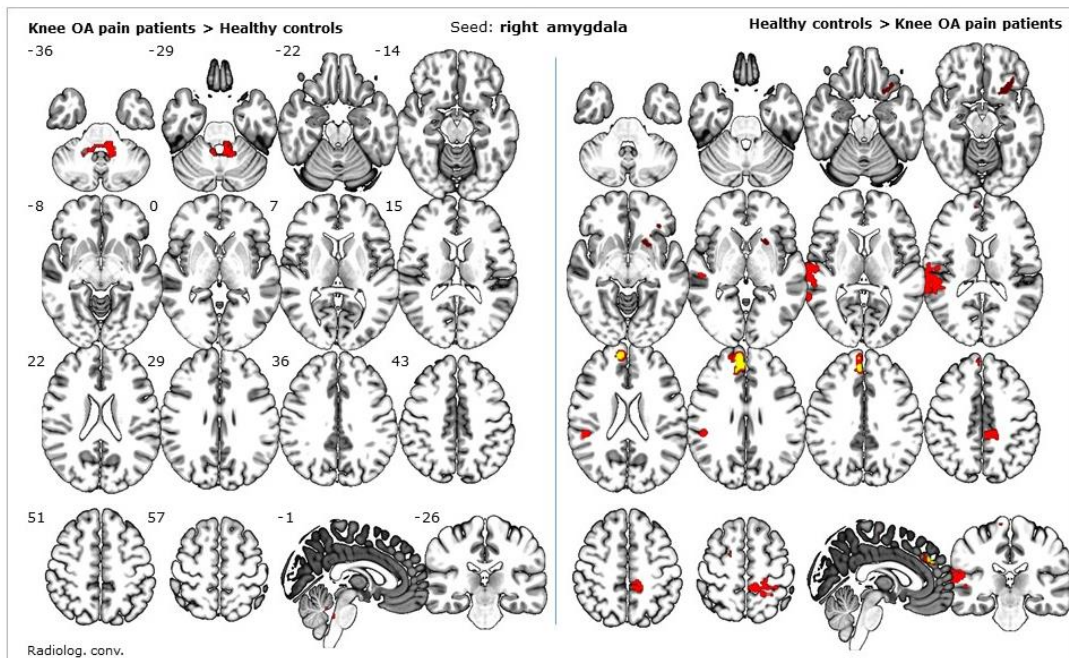 Knee OA pain patients > Healthy controls
Seed: right amygdala
Healthy controls > Knee OA pain patients
-36 -29 -22 -14
-8 0 7 15
22 29 36 43
51 57 -1 -26
Radiolog. conv.